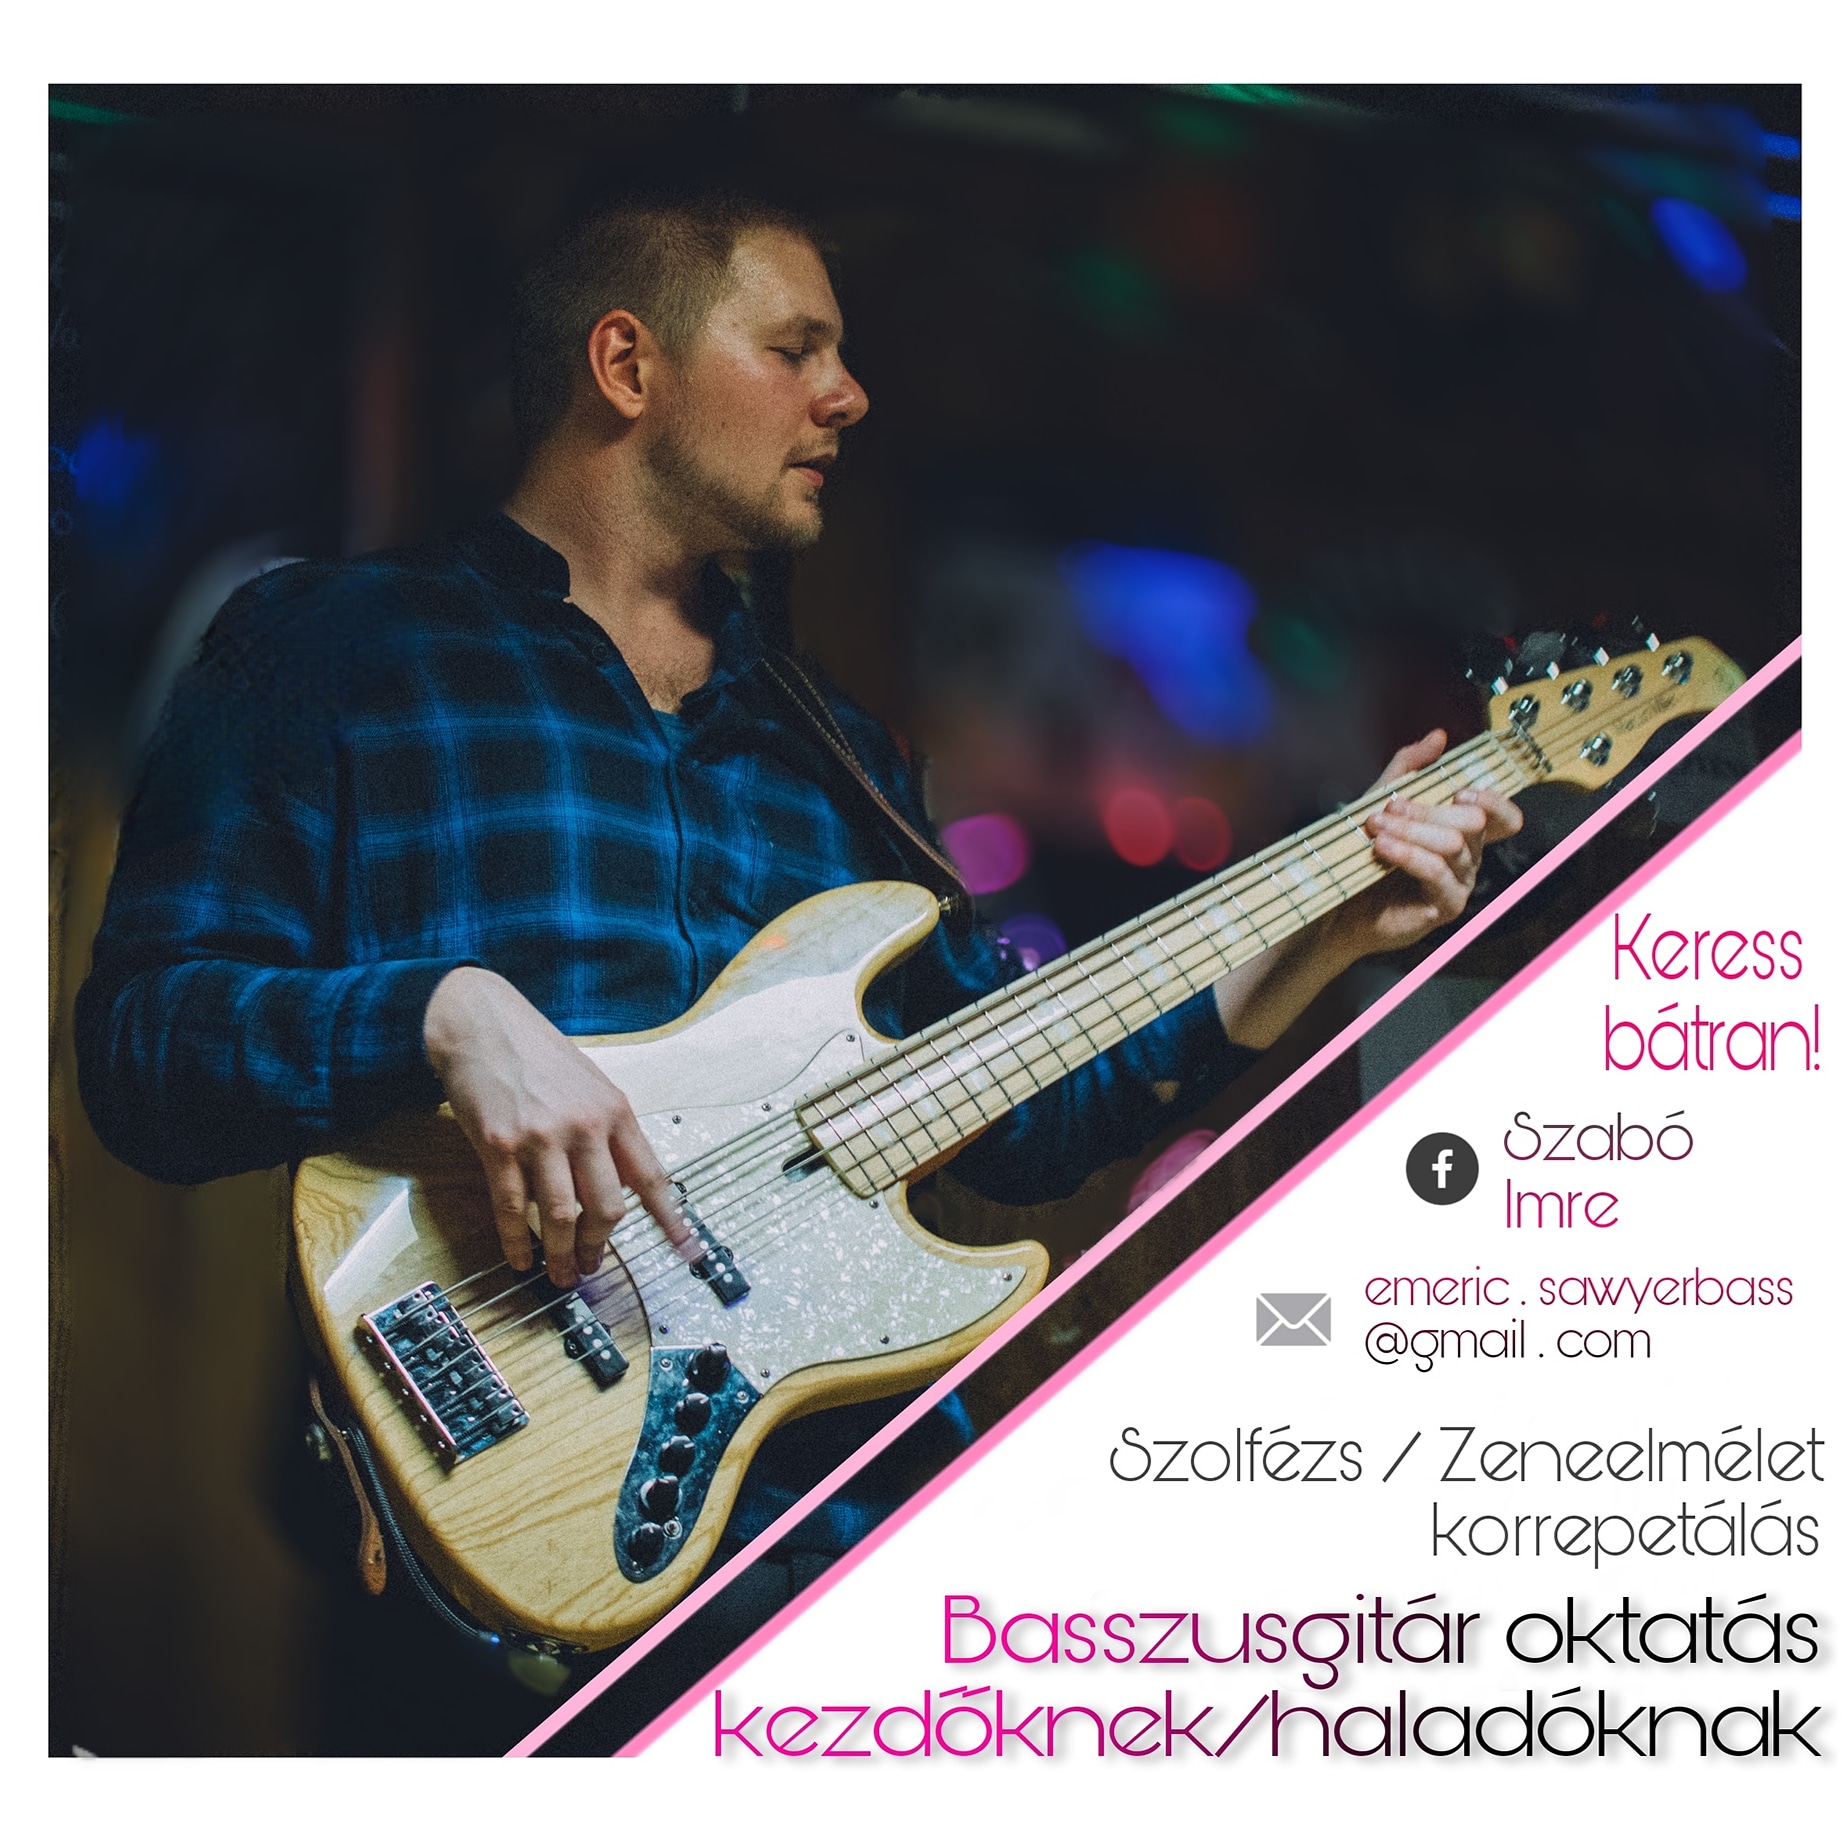 Keress
bátran!
f
Szabó
Imre
emeric.sawyerbass
@gmail.com
Szolfézs / Zeneelmélet
korrepetálás
Basszusgitár oktatás
kezdőknek/haladóknak